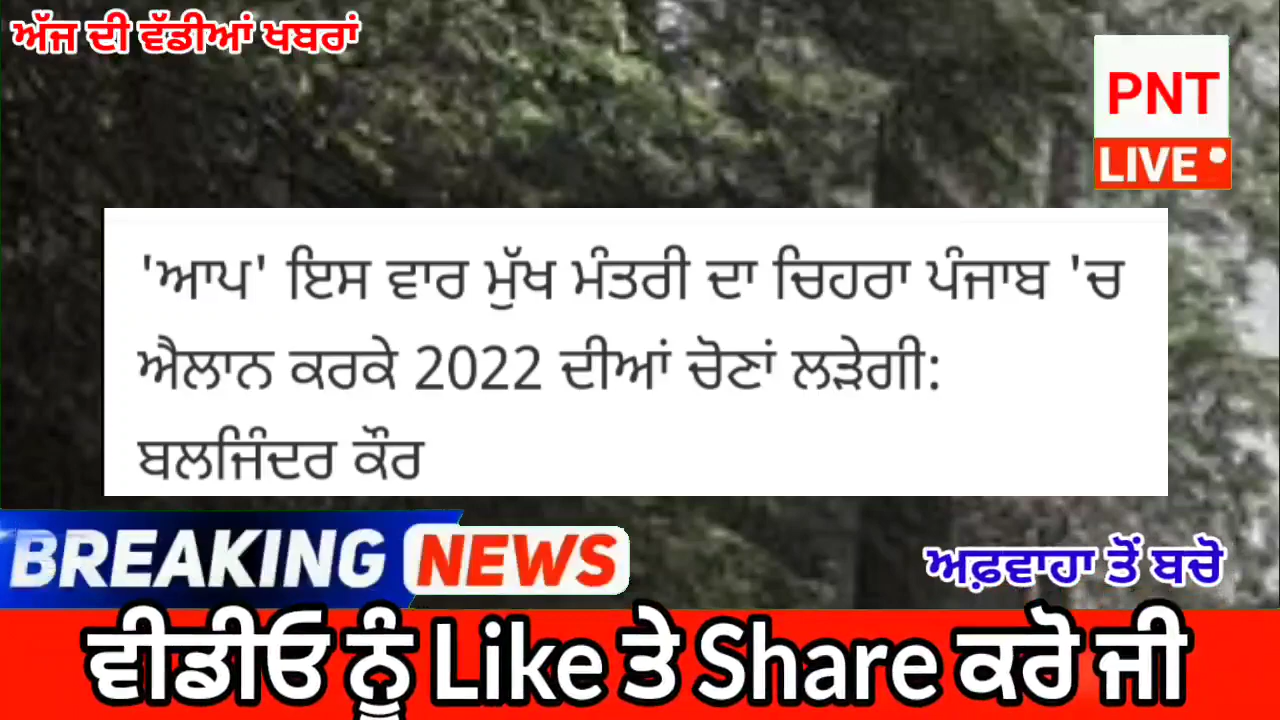 ਅੱਜ ਦੀ ਵੱਡੀਆਂ ਖਬਰਾਂ
PNT
LIVE
'ਆਪ' ਇਸ ਵਾਰ ਮੁੱਖ ਮੰਤਰੀ ਦਾ ਚਿਹਰਾ ਪੰਜਾਬ 'ਚ
ਐਲਾਨ ਕਰਕੇ 2022 ਦੀਆਂ ਚੋਣਾਂ ਲੜੇਗੀ:
ਬਲਜਿੰਦਰ ਕੌਰ
BREAKING NEWS
ਅਫ਼ਵਾਹਾ ਤੋਂ ਬਚੋ
ਵੀਡੀਓ ਨੂੰ Like ਤੇ Share ਕਰੋ ਜੀ